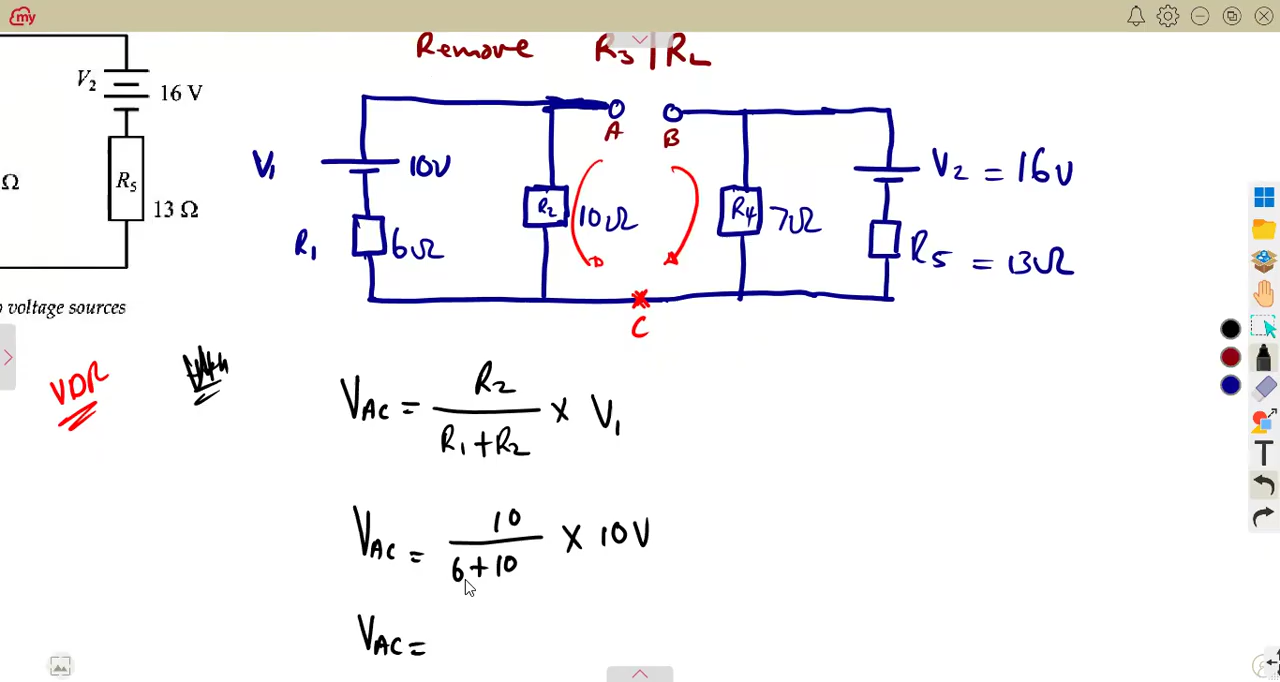 my
Remove R3 | RL
V2
16 V
Ω
R5
13 Ω
o voltage sources
A
B
V1
10V
R1
6Ω
R2
10Ω
R4
7Ω
V2 = 16V
R5 = 13Ω
C
VDR
VAC = R2 / R1 + R2 × V1
VAC = 10 / 6 + 10 × 10V
VAC =
T